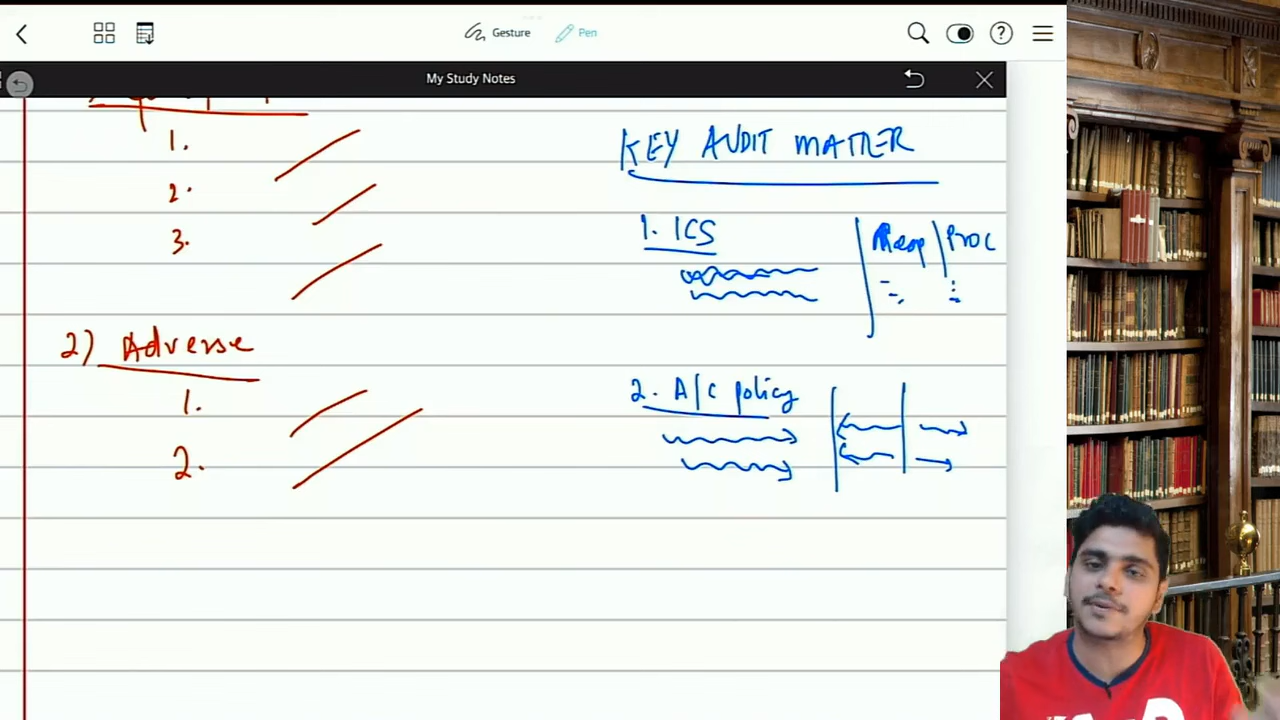 Gesture Pen
My Study Notes
1.
2.
3.
2) Adverse
1.
2.
KEY AUDIT MATTER
1. ICS
Resp PROC
2. A/C policy